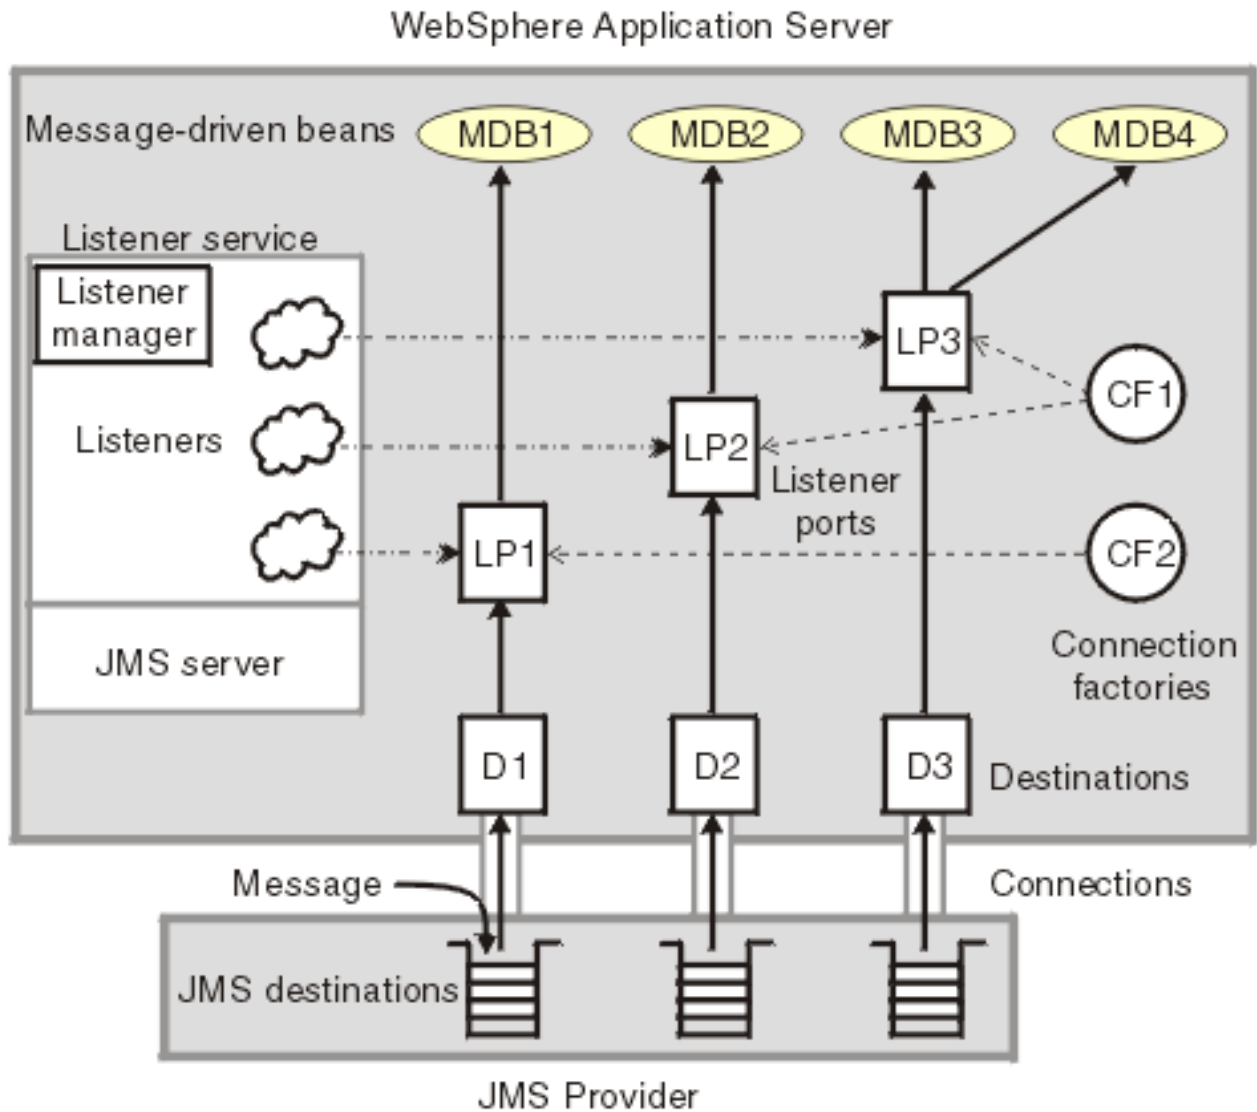 WebSphere Application Server
Message-driven beans
MDB1
MDB2
MDB3
MDB4
Listener service
Listener
manager
LP3
CF1
Listeners
LP2
Listener
ports
LP1
CF2
JMS server
Connection
factories
D1
D2
D3
Destinations
Message
Connections
JMS destinations
JMS Provider